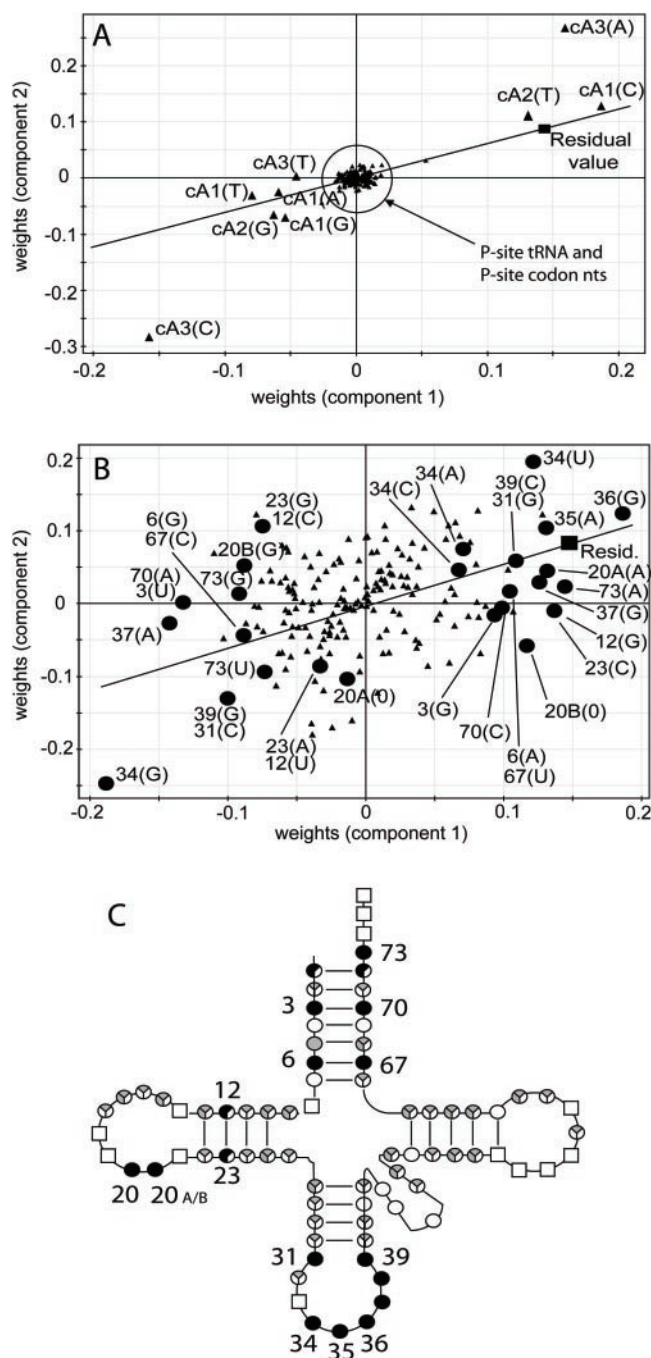 A
weights (component 2)
0.2
0.1
0
-0.1
-0.2
-0.3
cA3(A)
cA2(T)
cA1(C)
Residual
value
cA3(T)
cA1(T)
cA1(A)
cA2(G)
cA1(G)
cA3(C)
P-site tRNA and
P-site codon nts
-0.2
-0.1
0
0.1
0.2
weights (component 1)
B
weights (component 2)
0.2
0.1
0
-0.1
-0.2
23(G)
12(C)
6(G)
67(C)
20B(G)
70(A)
3(U)
73(G)
37(A)
73(U)
39(G)
31(C)
23(A)
12(U)
20A(0)
34(G)
34(C)
34(A)
39(C)
31(G)
34(U)
36(G)
35(A)
Resid.
20A(A)
73(A)
37(G)
12(G)
23(C)
20B(0)
3(G)
70(C)
6(A)
67(U)
-0.2
-0.1
0
0.1
0.2
weights (component 1)
C
73
3
70
6
67
12
23
20
20 A/B
31
39
34
35
36